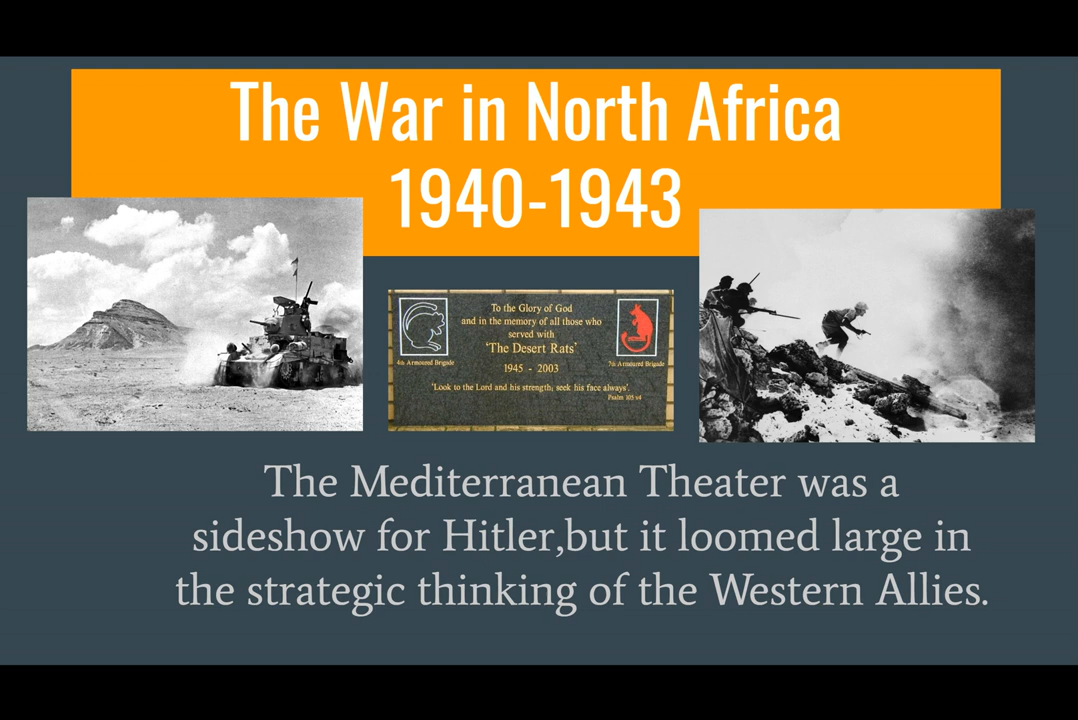 The War in North Africa
1940-1943
To the Glory of God
and in the memory of all those who
served with
'The Desert Rats'
1945 - 2003
4th Armoured Brigade
7th Armoured Brigade
'Look to the Lord and his strength; seek his face always'.
Psalm 105 v4
The Mediterranean Theater was a
sideshow for Hitler,but it loomed large in
the strategic thinking of the Western Allies.